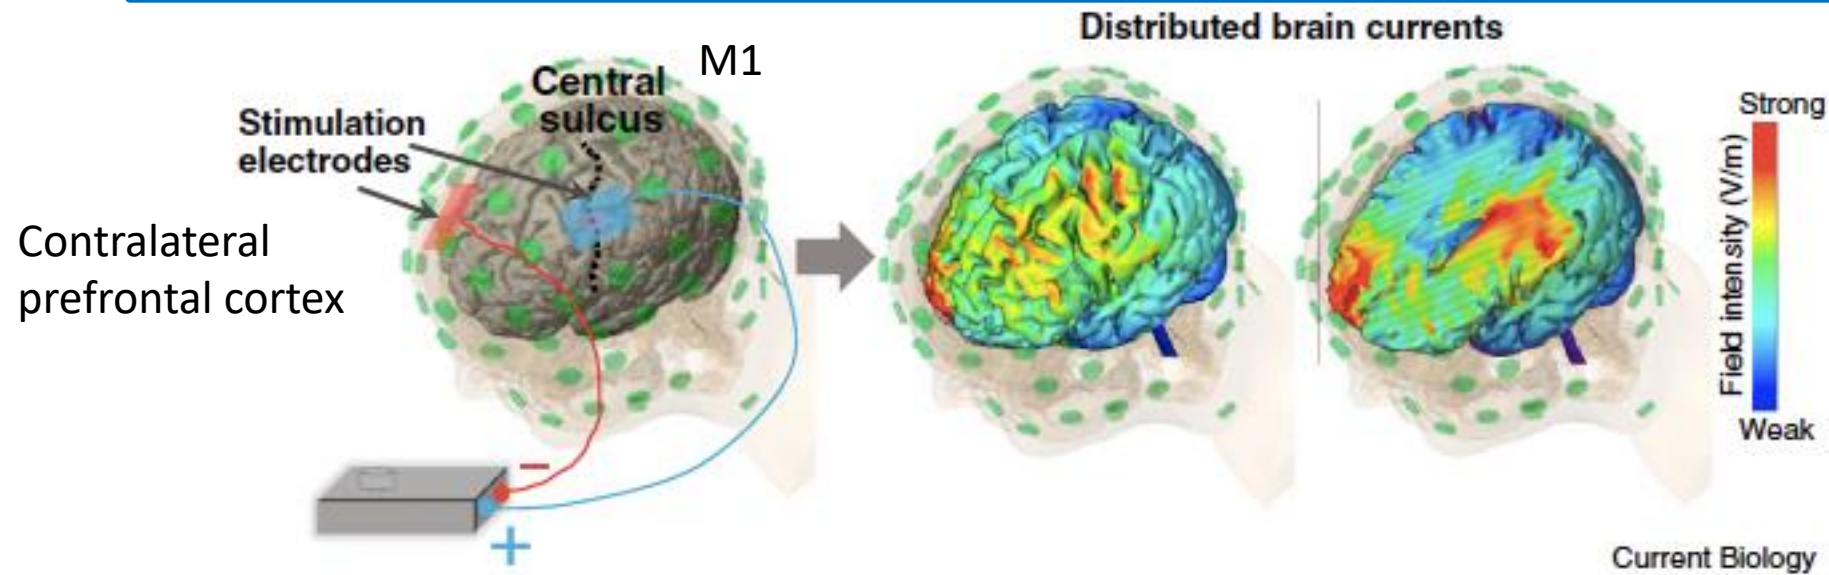 Distributed brain currents
M1
Central
sulcus
Stimulation
electrodes
Contralateral
prefrontal cortex
−
+
Strong
Field intensity (V/m)
Weak
Current Biology